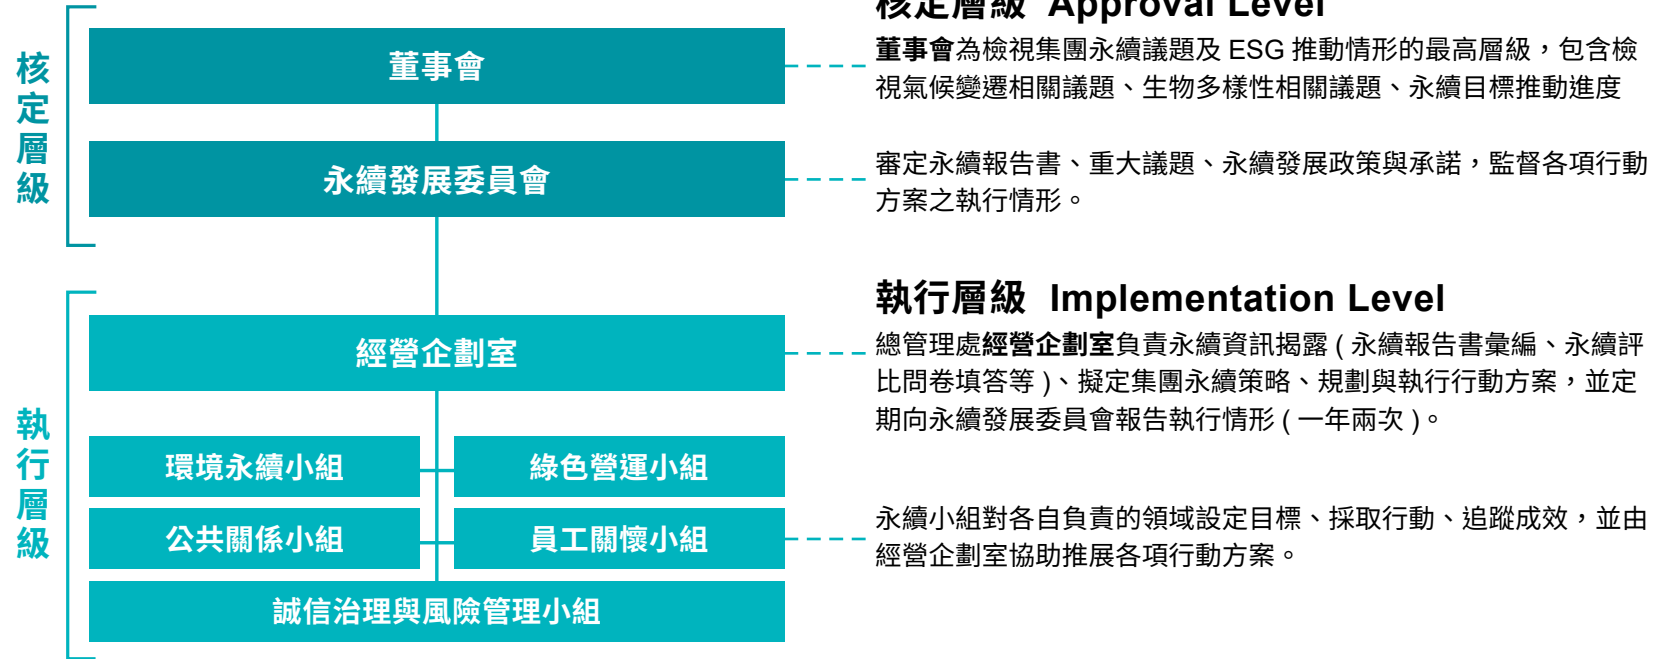 核定層級 Approval Level
核定層級
董事會
董事會為檢視集團永續議題及 ESG 推動情形的最高層級，包含檢
視氣候變遷相關議題、生物多樣性相關議題、永續目標推動進度
永續發展委員會
審定永續報告書、重大議題、永續發展政策與承諾，監督各項行動
方案之執行情形。
執行層級
執行層級 Implementation Level
經營企劃室
總管理處經營企劃室負責永續資訊揭露 ( 永續報告書彙編、永續評
比問卷填答等 )、擬定集團永續策略、規劃與執行行動方案，並定
期向永續發展委員會報告執行情形 ( 一年兩次 )。
環境永續小組
綠色營運小組
公共關係小組
員工關懷小組
誠信治理與風險管理小組
永續小組對各自負責的領域設定目標、採取行動、追蹤成效，並由
經營企劃室協助推展各項行動方案。